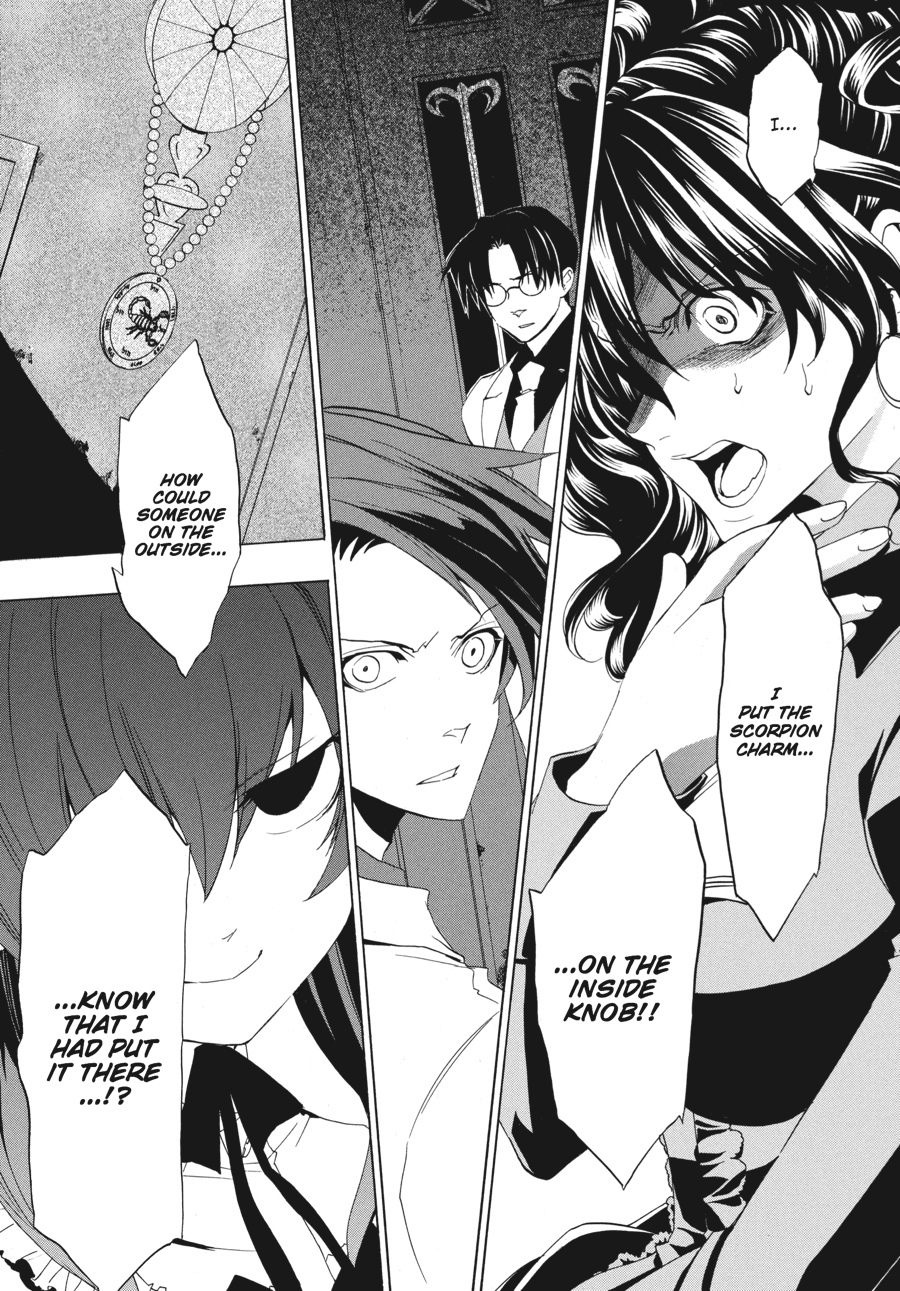 I...
I
PUT THE
SCORPION
CHARM...
...ON THE
INSIDE
KNOB!!
HOW
COULD
SOMEONE
ON THE
OUTSIDE...
...KNOW
THAT I
HAD PUT
IT THERE
...!?